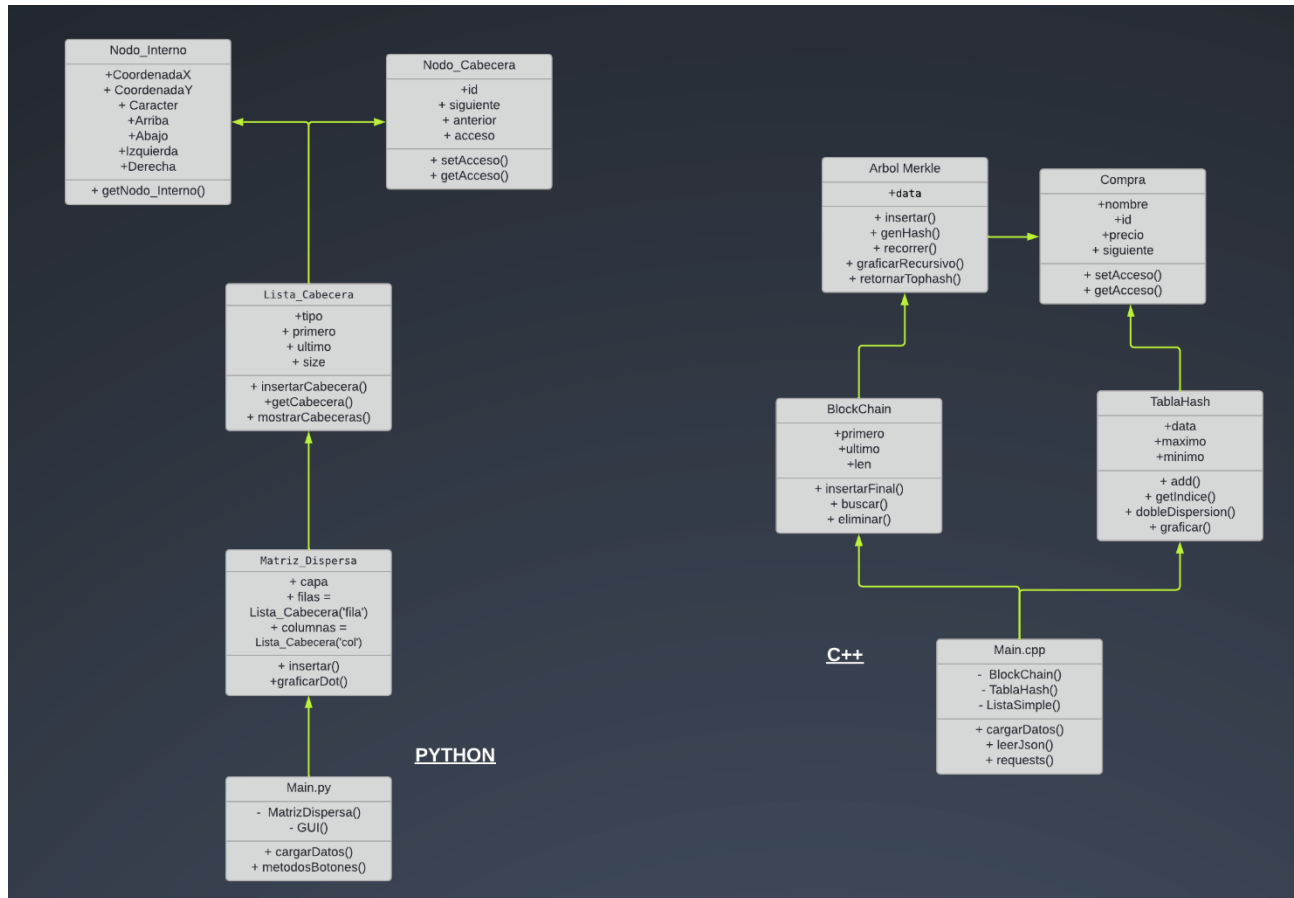 Nodo_Interno
+CoordenadaX
+ CoordenadaY
+ Caracter
+Arriba
+Abajo
+Izquierda
+Derecha
+ getNodo_Interno()
Nodo_Cabecera
+id
+ siguiente
+ anterior
+ acceso
+ setAcceso()
+ getAcceso()
Lista_Cabecera
+tipo
+ primero
+ ultimo
+ size
+ insertarCabecera()
+getCabecera()
+ mostrarCabeceras()
Matriz_Dispersa
+ capa
+ filas =
Lista_Cabecera('fila')
+ columnas =
Lista_Cabecera('col')
+ insertar()
+graficarDot()
PYTHON
Main.py
- MatrizDispersa()
- GUI()
+ cargarDatos()
+ metodosBotones()
Arbol Merkle
+data
+ insertar()
+ genHash()
+ recorrer()
+ graficarRecursivo()
+ retornarTophash()
Compra
+nombre
+id
+precio
+ siguiente
+ setAcceso()
+ getAcceso()
BlockChain
+primero
+ultimo
+len
+ insertarFinal()
+ buscar()
+ eliminar()
TablaHash
+data
+maximo
+minimo
+ add()
+ getIndice()
+ dobleDispersion()
+ graficar()
C++
Main.cpp
- BlockChain()
- TablaHash()
- ListaSimple()
+ cargarDatos()
+ leerJson()
+ requests()